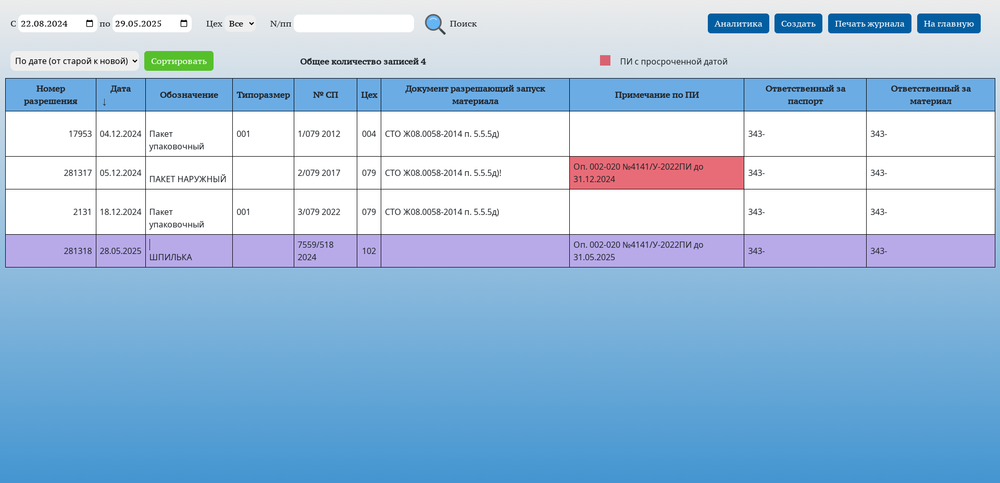 С 22.08.2024 по 29.05.2025 Цех Все N/пп Поиск Аналитика Создать Печать журнала На главную
По дате (от старой к новой) Сортировать Общее количество записей 4 ПИ с просроченной датой
Номер разрешения Дата ↓ Обозначение Типоразмер № СП Цех Документ разрешающий запуск материала Примечание по ПИ Ответственный за паспорт Ответственный за материал
17953 04.12.2024 Пакет упаковочный 001 1/079 2012 004 СТО Ж08.0058-2014 п. 5.5.5д) 343- 343-
281317 05.12.2024 ПАКЕТ НАРУЖНЫЙ 2/079 2017 079 СТО Ж08.0058-2014 п. 5.5.5д)! Оп. 002-020 №4141/У-2022ПИ до 31.12.2024 343- 343-
2131 18.12.2024 Пакет упаковочный 001 3/079 2022 079 СТО Ж08.0058-2014 п. 5.5.5д) 343- 343-
281318 28.05.2025 | ШПИЛЬКА 7559/518 2024 102 Оп. 002-020 №4141/У-2022ПИ до 31.05.2025 343- 343-